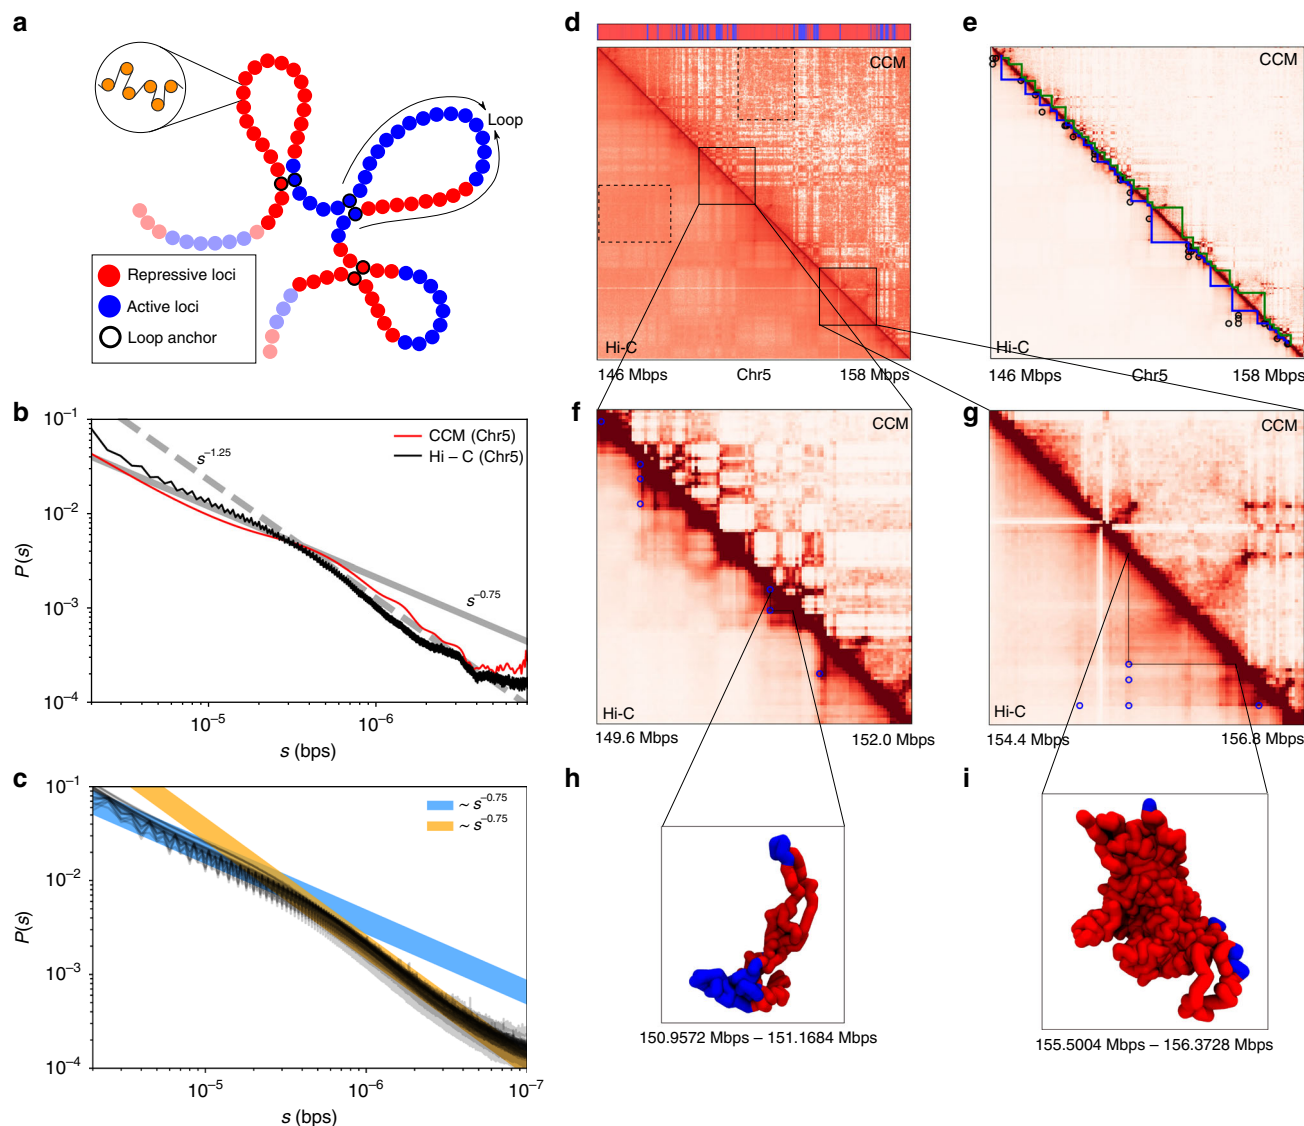 a
Loop
Repressive loci
Active loci
Loop anchor
b
10⁻¹
10⁻²
10⁻³
10⁻⁴
P(s)
s⁻¹·²⁵
s⁻⁰·⁷⁵
CCM (Chr5)
Hi – C (Chr5)
10⁻⁵
10⁻⁶
s (bps)
c
10⁻¹
10⁻²
10⁻³
10⁻⁴
P(s)
~ s⁻⁰·⁷⁵
~ s⁻⁰·⁷⁵
10⁻⁵
10⁻⁶
10⁻⁷
s (bps)
d
CCM
Hi-C
146 Mbps
Chr5
158 Mbps
e
CCM
Hi-C
146 Mbps
Chr5
158 Mbps
f
CCM
Hi-C
149.6 Mbps
152.0 Mbps
g
CCM
Hi-C
154.4 Mbps
156.8 Mbps
h
150.9572 Mbps – 151.1684 Mbps
i
155.5004 Mbps – 156.3728 Mbps